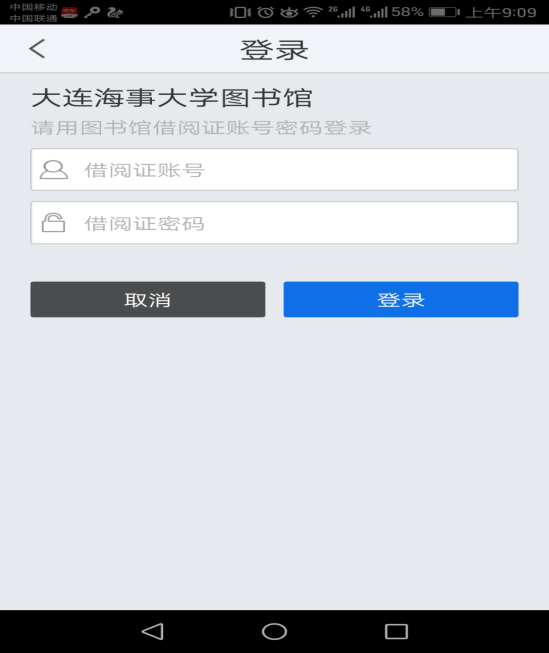 中国移动
中国联通
2G 4G 58% 上午9:09
登录
大连海事大学图书馆
请用图书馆借阅证账号密码登录
借阅证账号
借阅证密码
取消 登录